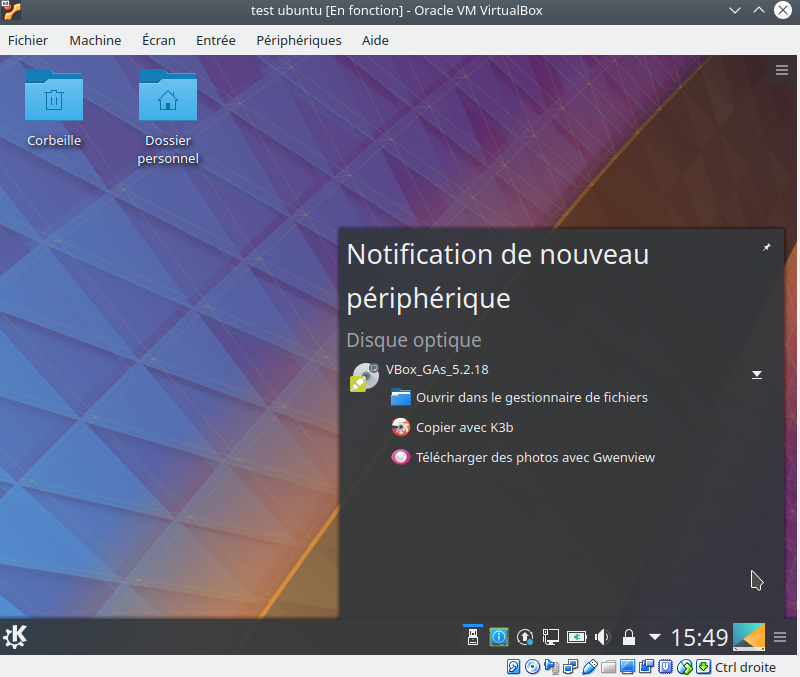 test ubuntu [En fonction] - Oracle VM VirtualBox
Fichier Machine Écran Entrée Périphériques Aide
Corbeille
Dossier
personnel
Notification de nouveau
périphérique
Disque optique
VBox_GAs_5.2.18
Ouvrir dans le gestionnaire de fichiers
Copier avec K3b
Télécharger des photos avec Gwenview
15:49
Ctrl droite